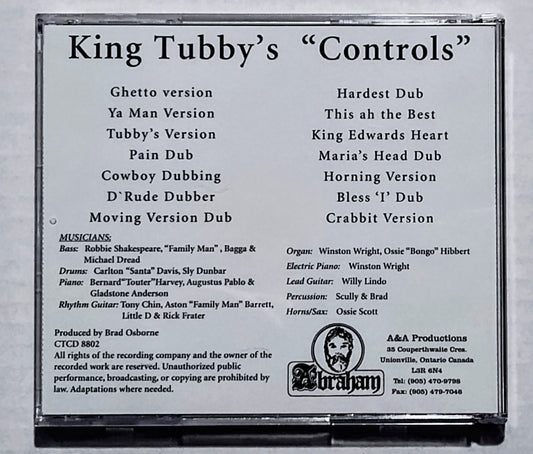 King Tubby's "Controls"
Ghetto version
Ya Man Version
Tubby's Version
Pain Dub
Cowboy Dubbing
D`Rude Dubber
Moving Version Dub
Hardest Dub
This ah the Best
King Edwards Heart
Maria's Head Dub
Horning Version
Bless 'I' Dub
Crabbit Version
MUSICIANS:
Bass: Robbie Shakespeare, "Family Man" , Bagga &
Michael Dread
Drums: Carlton "Santa" Davis, Sly Dunbar
Piano: Bernard"Touter"Harvey, Augustus Pablo &
Gladstone Anderson
Rhythm Guitar: Tony Chin, Aston "Family Man" Barrett,
Little D & Rick Frater
Organ: Winston Wright, Ossie "Bongo" Hibbert
Electric Piano: Winston Wright
Lead Guitar: Willy Lindo
Percussion: Scully & Brad
Horns/Sax: Ossie Scott
Produced by Brad Osborne
CTCD 8802
All rights of the recording company and the owner of the
recorded work are reserved. Unauthorized public
performance, broadcasting, or copying are prohibited by
law. Adaptations where needed.
Abraham
A&A Productions
35 Couperthwaite Cres.
Unionville, Ontario Canada
L3R 6N4
Tel: (905) 470-9798
Fax: (905) 479-7046